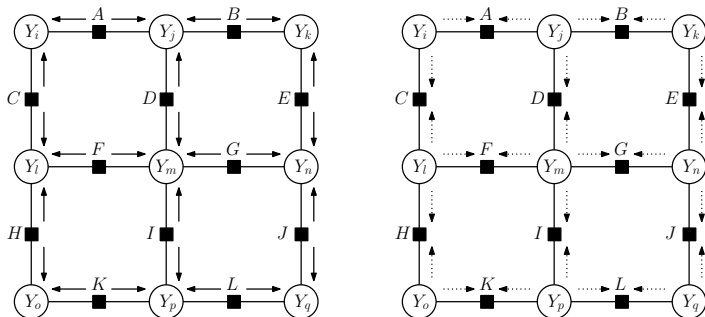 A B A B
Y_i Y_j Y_k Y_i Y_j Y_k
C D E C D E
F G F G
Y_l Y_m Y_n Y_l Y_m Y_n
H I J H I J
K L K L
Y_o Y_p Y_q Y_o Y_p Y_q